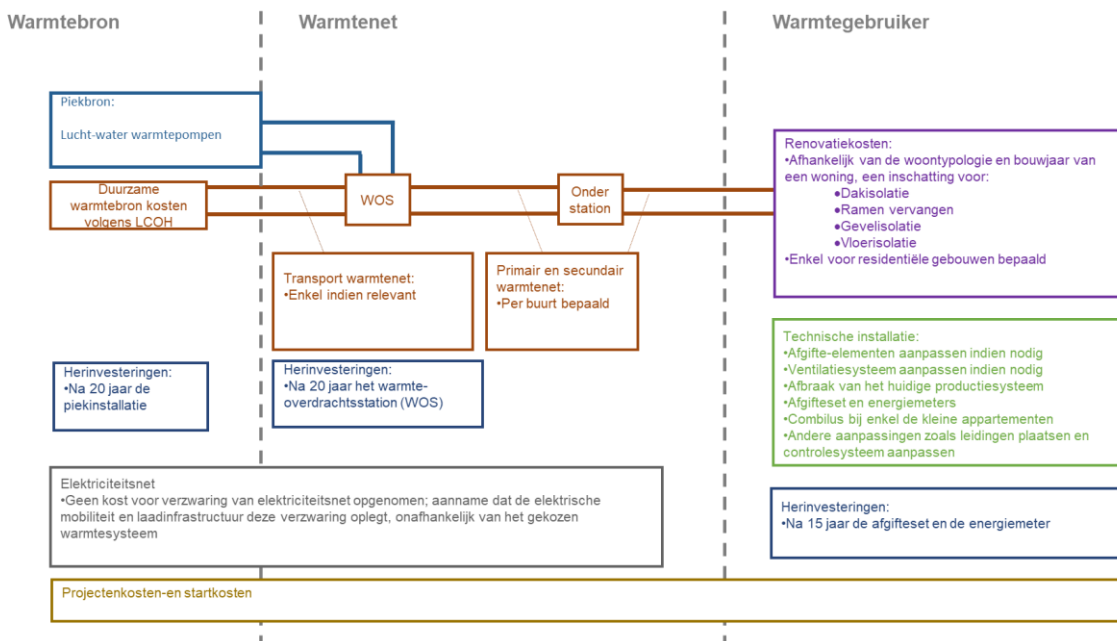 Warmtebron
Warmtenet
Warmtegebruiker
Piekbron:
Lucht-water warmtepompen
Duurzame
warmtebron kosten
volgens LCOH
WOS
Onder
station
Transport warmtenet:
•Enkel indien relevant
Primair en secundair
warmtenet:
•Per buurt bepaald
Herinvesteringen:
•Na 20 jaar de
piekinstallatie
Herinvesteringen:
•Na 20 jaar het warmte-
overdrachtsstation (WOS)
Renovatiekosten:
•Afhankelijk van de woontypologie en bouwjaar van
een woning, een inschatting voor:
●Dakisolatie
●Ramen vervangen
●Gevelisolatie
●Vloerisolatie
•Enkel voor residentiële gebouwen bepaald
Technische installatie:
•Afgifte-elementen aanpassen indien nodig
•Ventilatiesysteem aanpassen indien nodig
•Afbraak van het huidige productiesysteem
•Afgifteset en energiemeters
•Combilus bij enkel de kleine appartementen
•Andere aanpassingen zoals leidingen plaatsen en
controlesysteem aanpassen
Elektriciteitsnet
•Geen kost voor verzwaring van elektriciteitsnet opgenomen; aanname dat de elektrische
mobiliteit en laadinfrastructuur deze verzwaring oplegt, onafhankelijk van het gekozen
warmtesysteem
Herinvesteringen:
•Na 15 jaar de afgifteset en de energiemeter
Projectenkosten-en startkosten